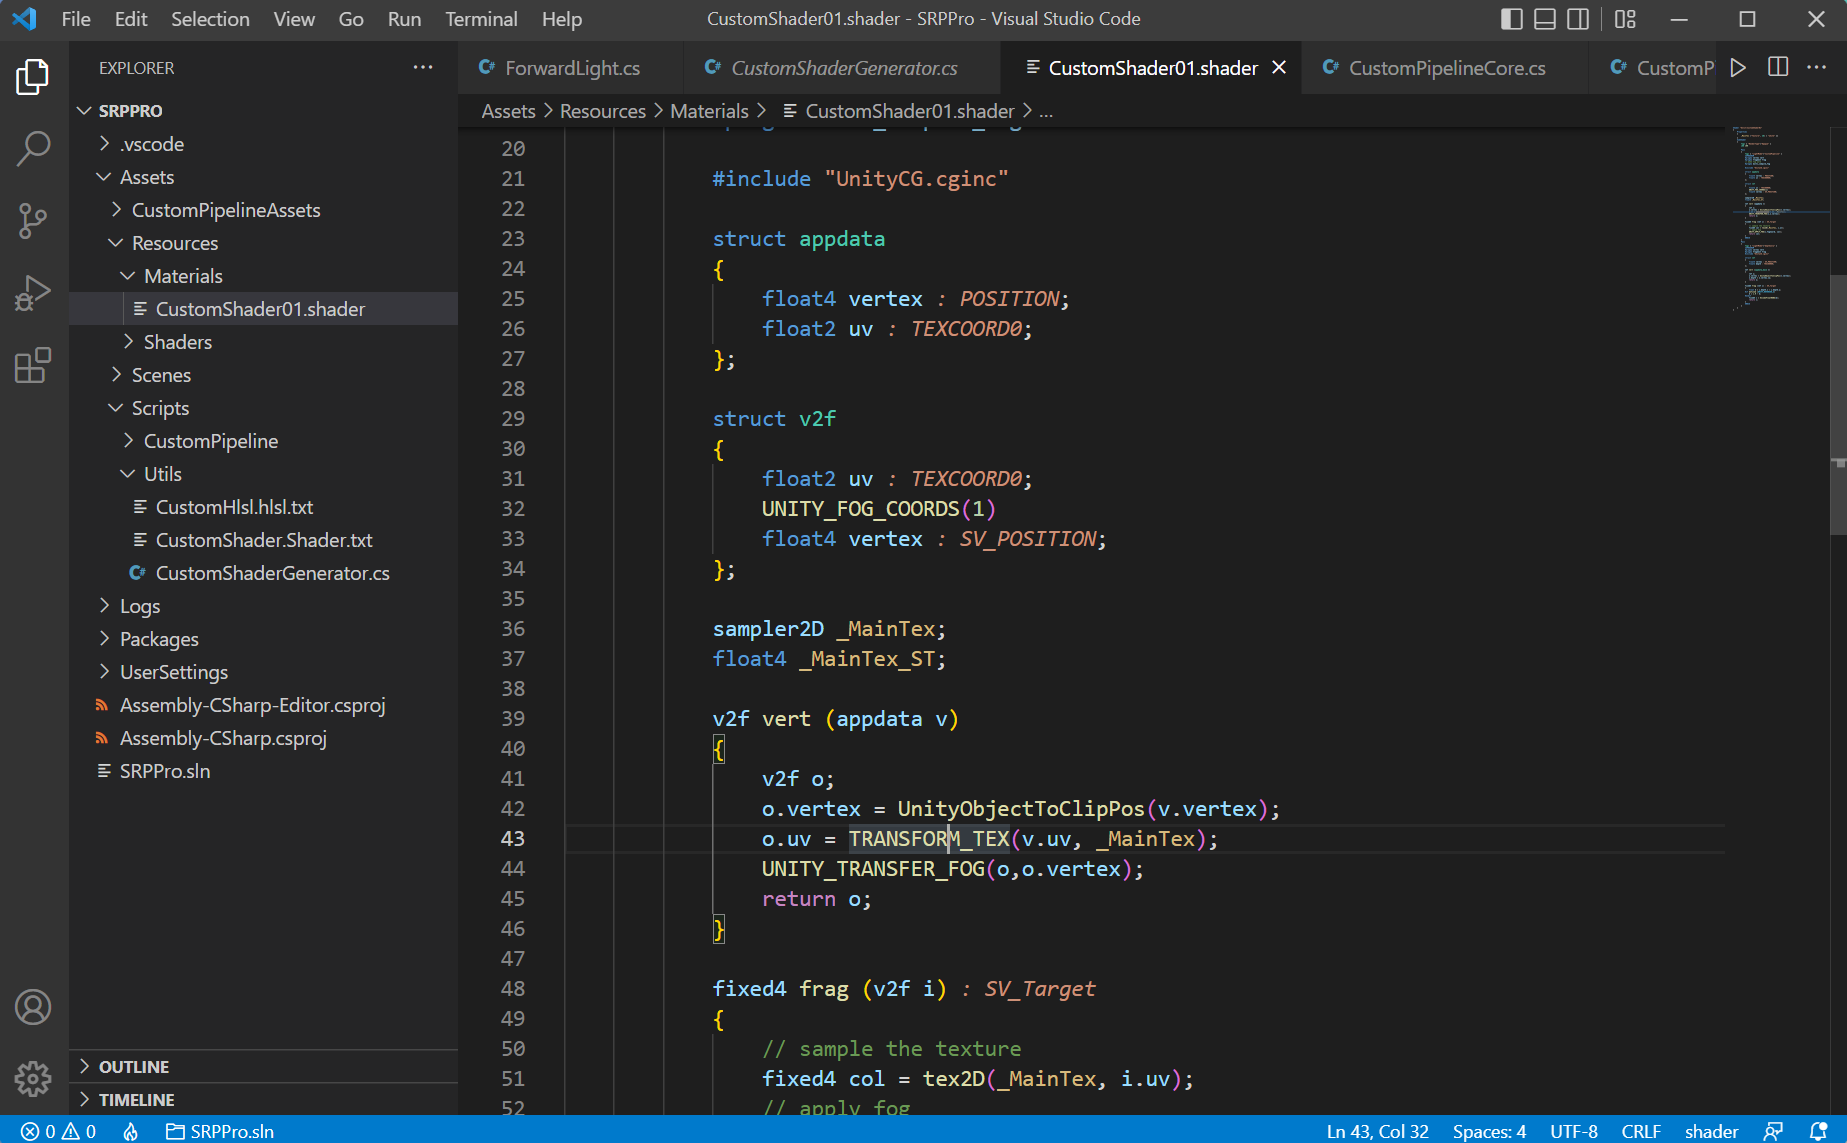 File Edit Selection View Go Run Terminal Help CustomShader01.shader - SRPPro - Visual Studio Code
EXPLORER
ForwardLight.cs CustomShaderGenerator.cs CustomShader01.shader CustomPipelineCore.cs CustomP
Assets > Resources > Materials > CustomShader01.shader > ...
SRPPRO
.vscode
Assets
CustomPipelineAssets
Resources
Materials
CustomShader01.shader
Shaders
Scenes
Scripts
CustomPipeline
Utils
CustomHlsl.hlsl.txt
CustomShader.Shader.txt
CustomShaderGenerator.cs
Logs
Packages
UserSettings
Assembly-CSharp-Editor.csproj
Assembly-CSharp.csproj
SRPPro.sln
OUTLINE
TIMELINE
20
21 #include "UnityCG.cginc"
22
23 struct appdata
24 {
25 float4 vertex : POSITION;
26 float2 uv : TEXCOORD0;
27 };
28
29 struct v2f
30 {
31 float2 uv : TEXCOORD0;
32 UNITY_FOG_COORDS(1)
33 float4 vertex : SV_POSITION;
34 };
35
36 sampler2D _MainTex;
37 float4 _MainTex_ST;
38
39 v2f vert (appdata v)
40 {
41 v2f o;
42 o.vertex = UnityObjectToClipPos(v.vertex);
43 o.uv = TRANSFORM_TEX(v.uv, _MainTex);
44 UNITY_TRANSFER_FOG(o,o.vertex);
45 return o;
46 }
47
48 fixed4 frag (v2f i) : SV_Target
49 {
50 // sample the texture
51 fixed4 col = tex2D(_MainTex, i.uv);
52 // apply fog
0 0 SRPPro.sln Ln 43, Col 32 Spaces: 4 UTF-8 CRLF shader